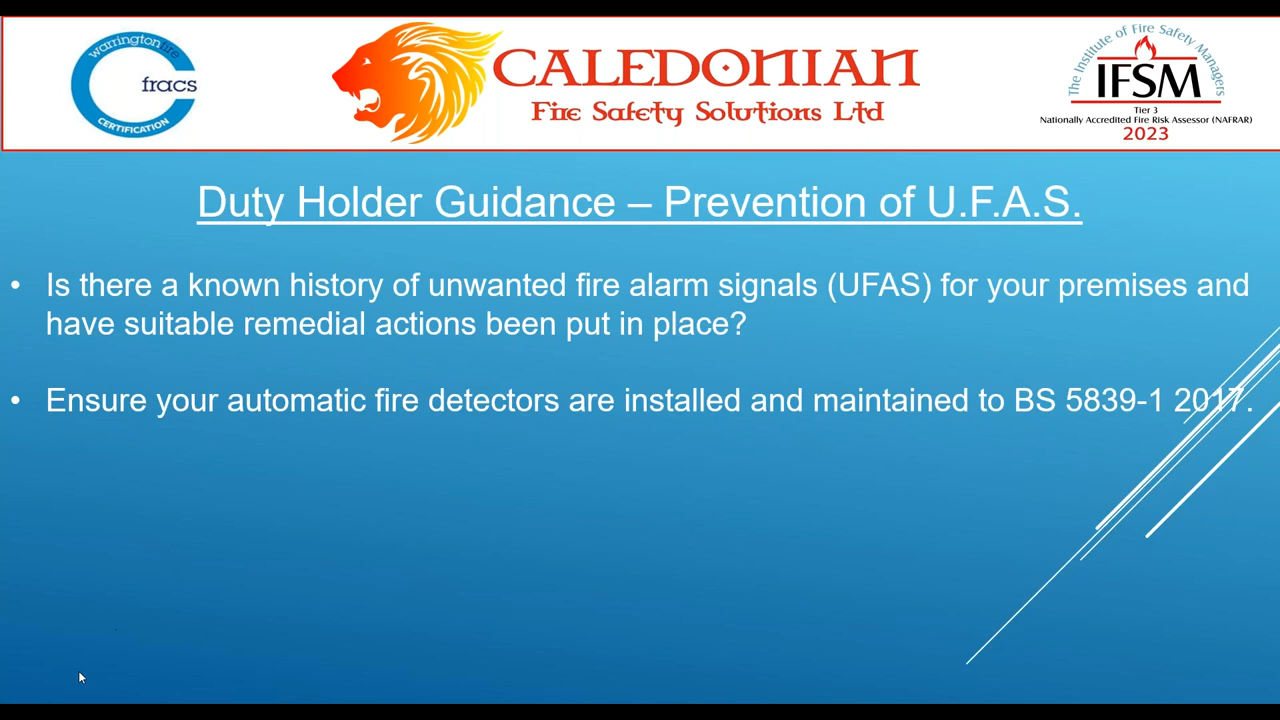 warringtonfire
fracs
CERTIFICATION
CALEDONIAN
Fire Safety Solutions Ltd
The Institute of Fire Safety Managers
IFSM
Tier 3
Nationally Accredited Fire Risk Assessor (NAFRAR)
2023
Duty Holder Guidance – Prevention of U.F.A.S.
• Is there a known history of unwanted fire alarm signals (UFAS) for your premises and
have suitable remedial actions been put in place?
• Ensure your automatic fire detectors are installed and maintained to BS 5839-1 2017.